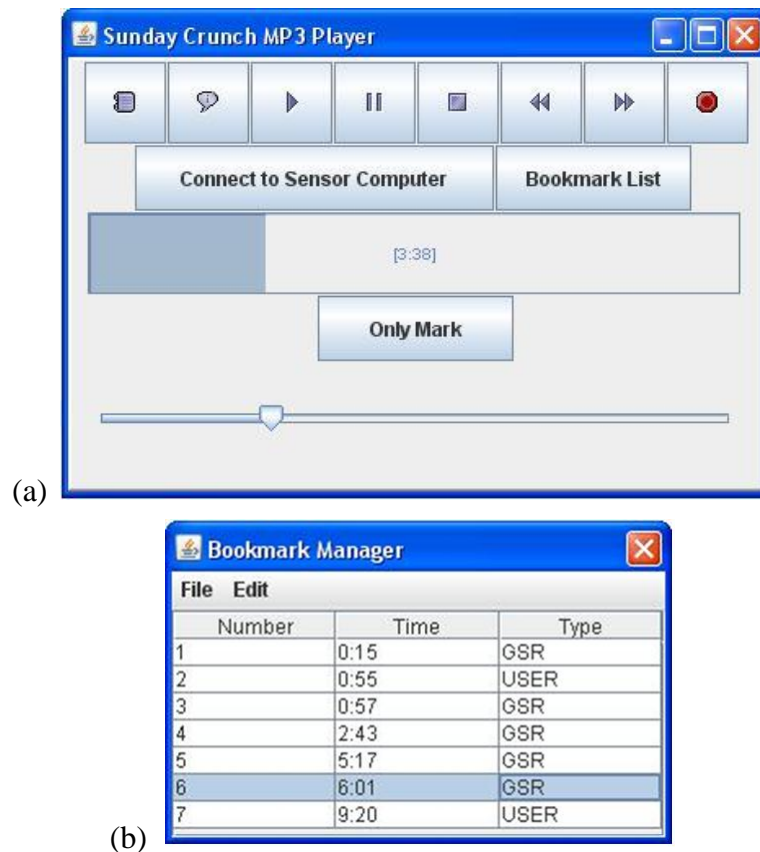 Sunday Crunch MP3 Player
Connect to Sensor Computer Bookmark List
[3:38]
Only Mark
(a)
Bookmark Manager
File Edit
Number Time Type
1 0:15 GSR
2 0:55 USER
3 0:57 GSR
4 2:43 GSR
5 5:17 GSR
6 6:01 GSR
7 9:20 USER
(b)